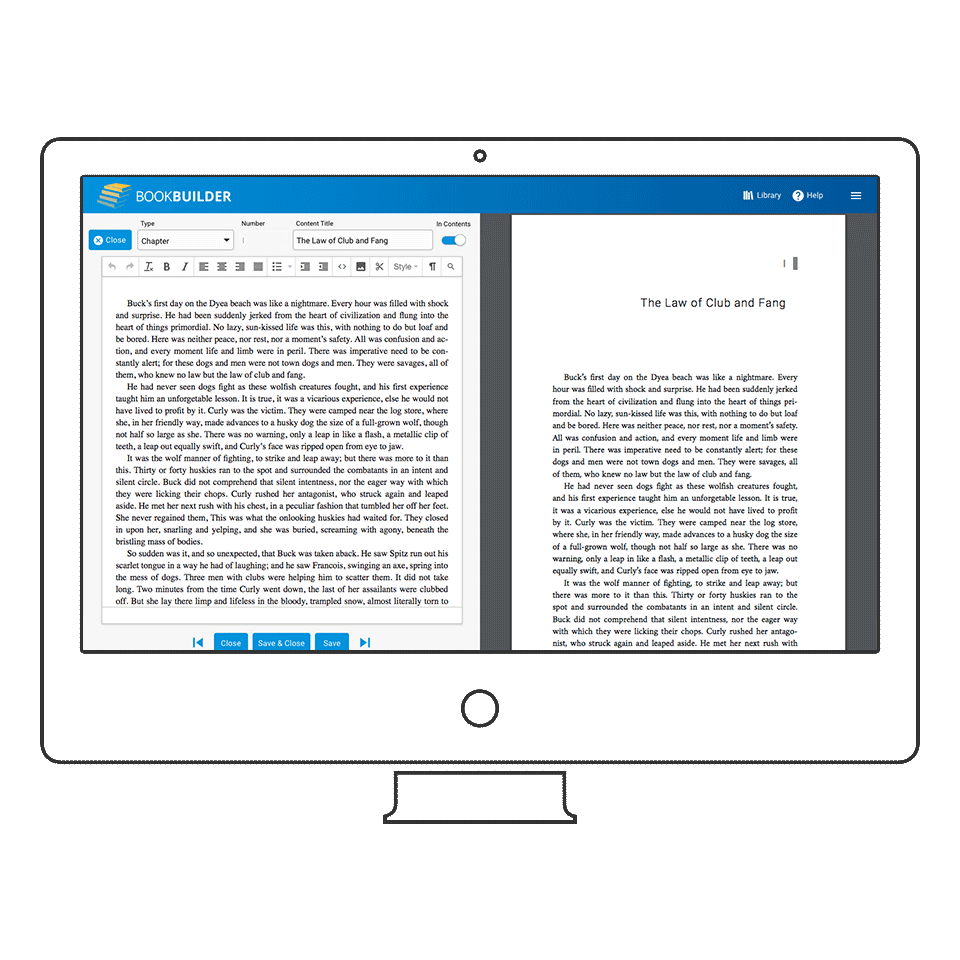 BOOKBUILDER
Library
Help
Type
Number
Content Title
In Contents
Close
Chapter
The Law of Club and Fang
Style
Buck’s first day on the Dyea beach was like a nightmare. Every hour was filled with shock
and surprise. He had been suddenly jerked from the heart of civilization and flung into the
heart of things primordial. No lazy, sun-kissed life was this, with nothing to do but loaf and
be bored. Here was neither peace, nor rest, nor a moment’s safety. All was confusion and ac-
tion, and every moment life and limb were in peril. There was imperative need to be con-
stantly alert; for these dogs and men were not town dogs and men. They were savages, all of
them, who knew no law but the law of club and fang.
He had never seen dogs fight as these wolfish creatures fought, and his first experience
taught him an unforgetable lesson. It is true, it was a vicarious experience, else he would not
have lived to profit by it. Curly was the victim. They were camped near the log store, where
she, in her friendly way, made advances to a husky dog the size of a full-grown wolf, though
not half so large as she. There was no warning, only a leap in like a flash, a metallic clip of
teeth, a leap out equally swift, and Curly’s face was ripped open from eye to jaw.
It was the wolf manner of fighting, to strike and leap away; but there was more to it than
this. Thirty or forty huskies ran to the spot and surrounded the combatants in an intent and
silent circle. Buck did not comprehend that silent intentness, nor the eager way with which
they were licking their chops. Curly rushed her antagonist, who struck again and leaped
aside. He met her next rush with his chest, in a peculiar fashion that tumbled her off her feet.
She never regained them, This was what the onlooking huskies had waited for. They closed
in upon her, snarling and yelping, and she was buried, screaming with agony, beneath the
bristling mass of bodies.
So sudden was it, and so unexpected, that Buck was taken aback. He saw Spitz run out his
scarlet tongue in a way he had of laughing; and he saw Francois, swinging an axe, spring into
the mess of dogs. Three men with clubs were helping him to scatter them. It did not take
long. Two minutes from the time Curly went down, the last of her assailants were clubbed
off. But she lay there limp and lifeless in the bloody, trampled snow, almost literally torn to
Close
Save & Close
Save
The Law of Club and Fang
Buck’s first day on the Dyea beach was like a nightmare. Every
hour was filled with shock and surprise. He had been suddenly jerked
from the heart of civilization and flung into the heart of things pri-
mordial. No lazy, sun-kissed life was this, with nothing to do but loaf
and be bored. Here was neither peace, nor rest, nor a moment’s safety.
All was confusion and action, and every moment life and limb were
in peril. There was imperative need to be constantly alert; for these
dogs and men were not town dogs and men. They were savages, all
of them, who knew no law but the law of club and fang.
He had never seen dogs fight as these wolfish creatures fought,
and his first experience taught him an unforgetable lesson. It is true,
it was a vicarious experience, else he would not have lived to profit
by it. Curly was the victim. They were camped near the log store,
where she, in her friendly way, made advances to a husky dog the size
of a full-grown wolf, though not half so large as she. There was no
warning, only a leap in like a flash, a metallic clip of teeth, a leap out
equally swift, and Curly’s face was ripped open from eye to jaw.
It was the wolf manner of fighting, to strike and leap away; but
there was more to it than this. Thirty or forty huskies ran to the
spot and surrounded the combatants in an intent and silent circle.
Buck did not comprehend that silent intentness, nor the eager way
with which they were licking their chops. Curly rushed her antago-
nist, who struck again and leaped aside. He met her next rush with